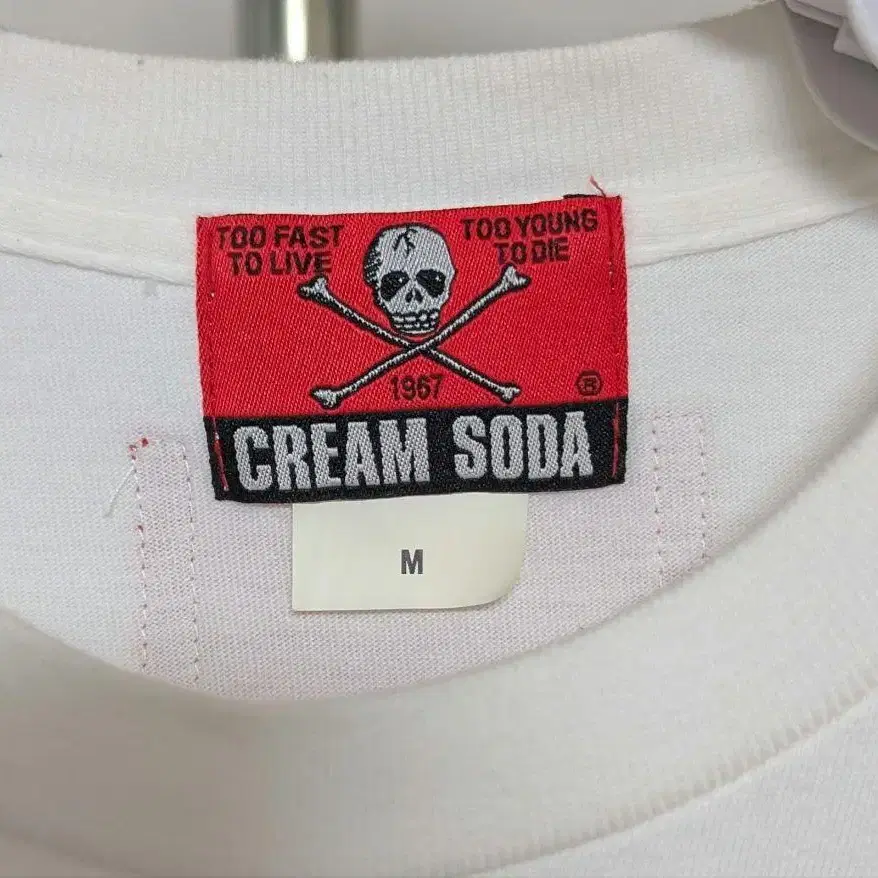 TOO FAST
TO LIVE
TOO YOUNG
TO DIE
1967
®
CREAM SODA
M